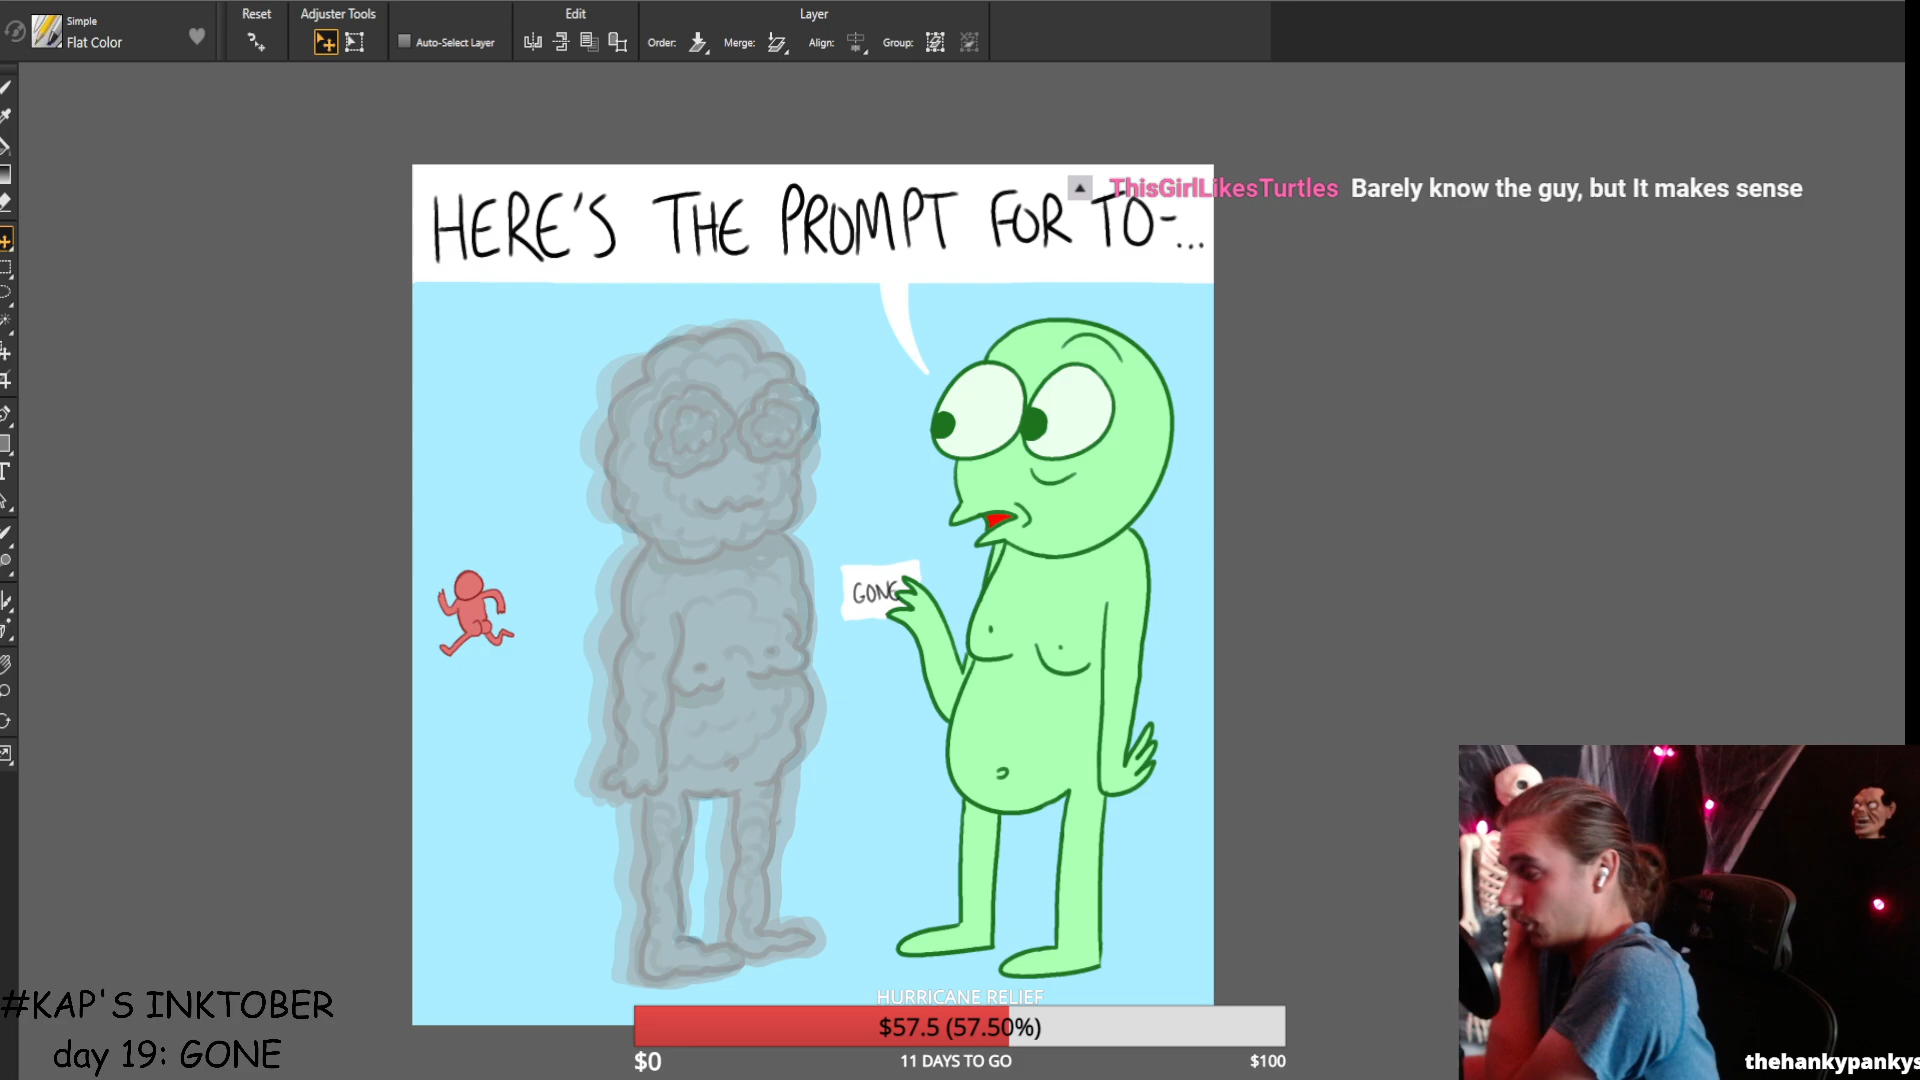 Simple
Flat Color
Reset
Adjuster Tools
Auto-Select Layer
Edit
Layer
Order:
Merge:
Align:
Group:
HERE'S THE PROMPT FOR TO-...
ThisGirlLikesTurtles Barely know the guy, but It makes sense
GONE
#KAP'S INKTOBER
day 19: GONE
HURRICANE RELIEF
$57.5 (57.50%)
$0
11 DAYS TO GO
$100
thehankypankys